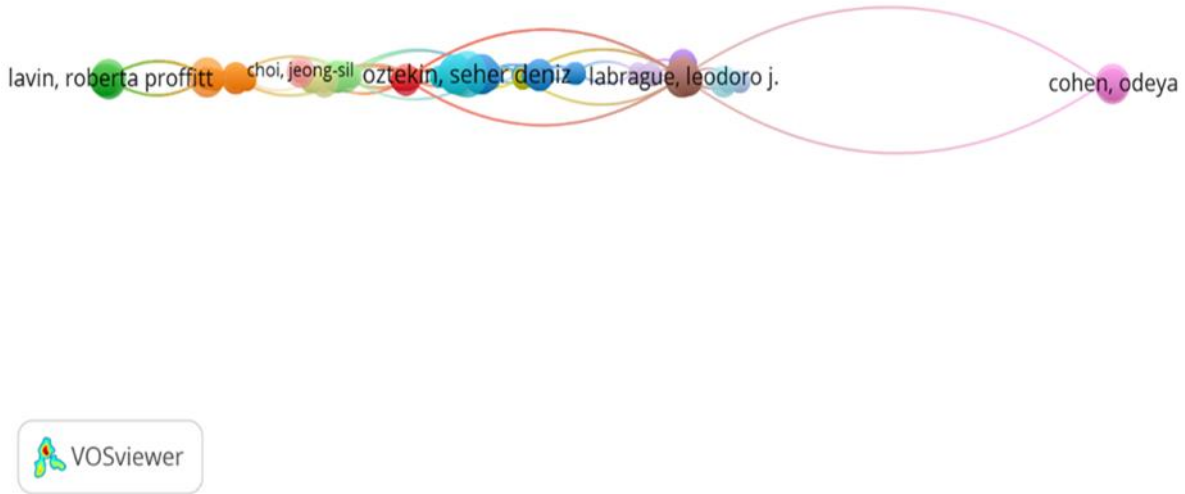 lavin, roberta proffitt
choi, jeong-sil
oztekin, seher deniz
labrague, leodoro j.
cohen, odeya
VOSviewer